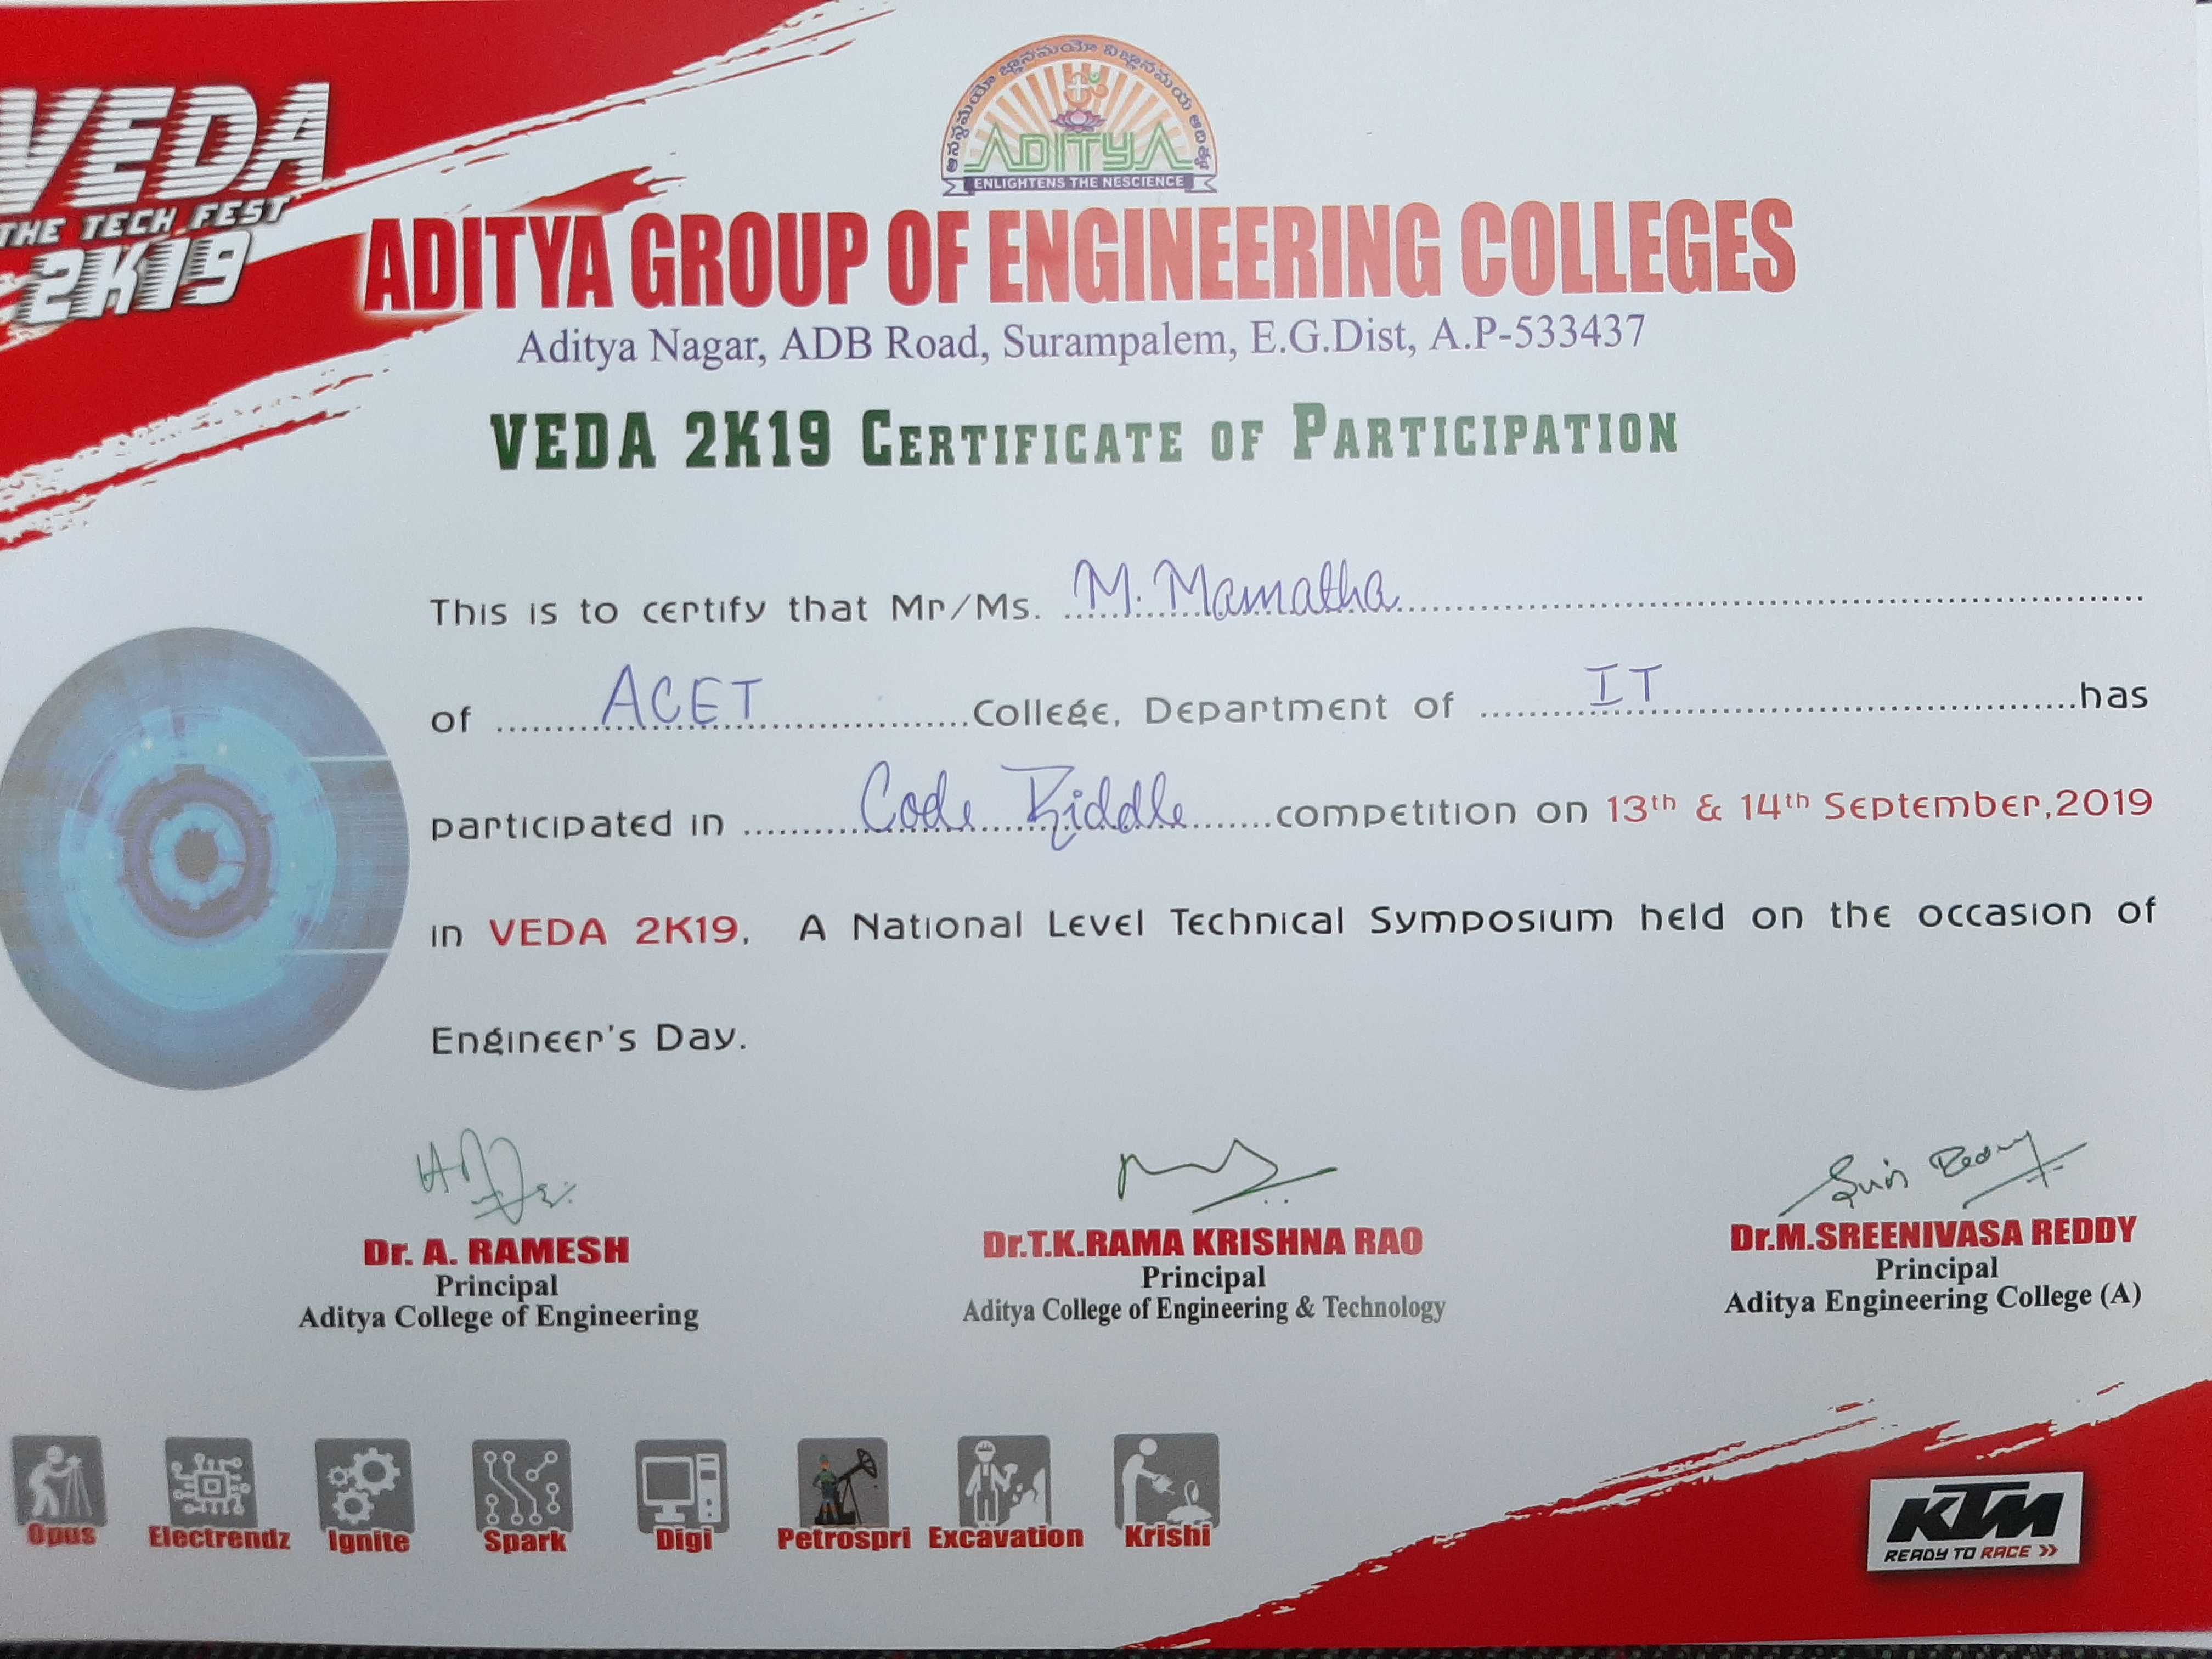 VEDA
THE TECH FEST
2K19
ఆనన్దమయో జ్ఞానమయో విజ్ఞానమయ ఆదిత్య
ADITYA
ENLIGHTENS THE NESCIENCE
ADITYA GROUP OF ENGINEERING COLLEGES
Aditya Nagar, ADB Road, Surampalem, E.G.Dist, A.P-533437
VEDA 2K19 CERTIFICATE OF PARTICIPATION
This is to certify that Mr/Ms. M. Mamatha
of ACET College, Department of IT has
participated in Code Riddle competition on 13th & 14th September,2019
in VEDA 2K19, A National Level Technical Symposium held on the occasion of
Engineer's Day.
Dr. A. RAMESH
Principal
Aditya College of Engineering
Dr.T.K.RAMA KRISHNA RAO
Principal
Aditya College of Engineering & Technology
Dr.M.SREENIVASA REDDY
Principal
Aditya Engineering College (A)
Opus Electrendz Ignite Spark Digi Petrospri Excavation Krishi
KTM
READY TO RACE »